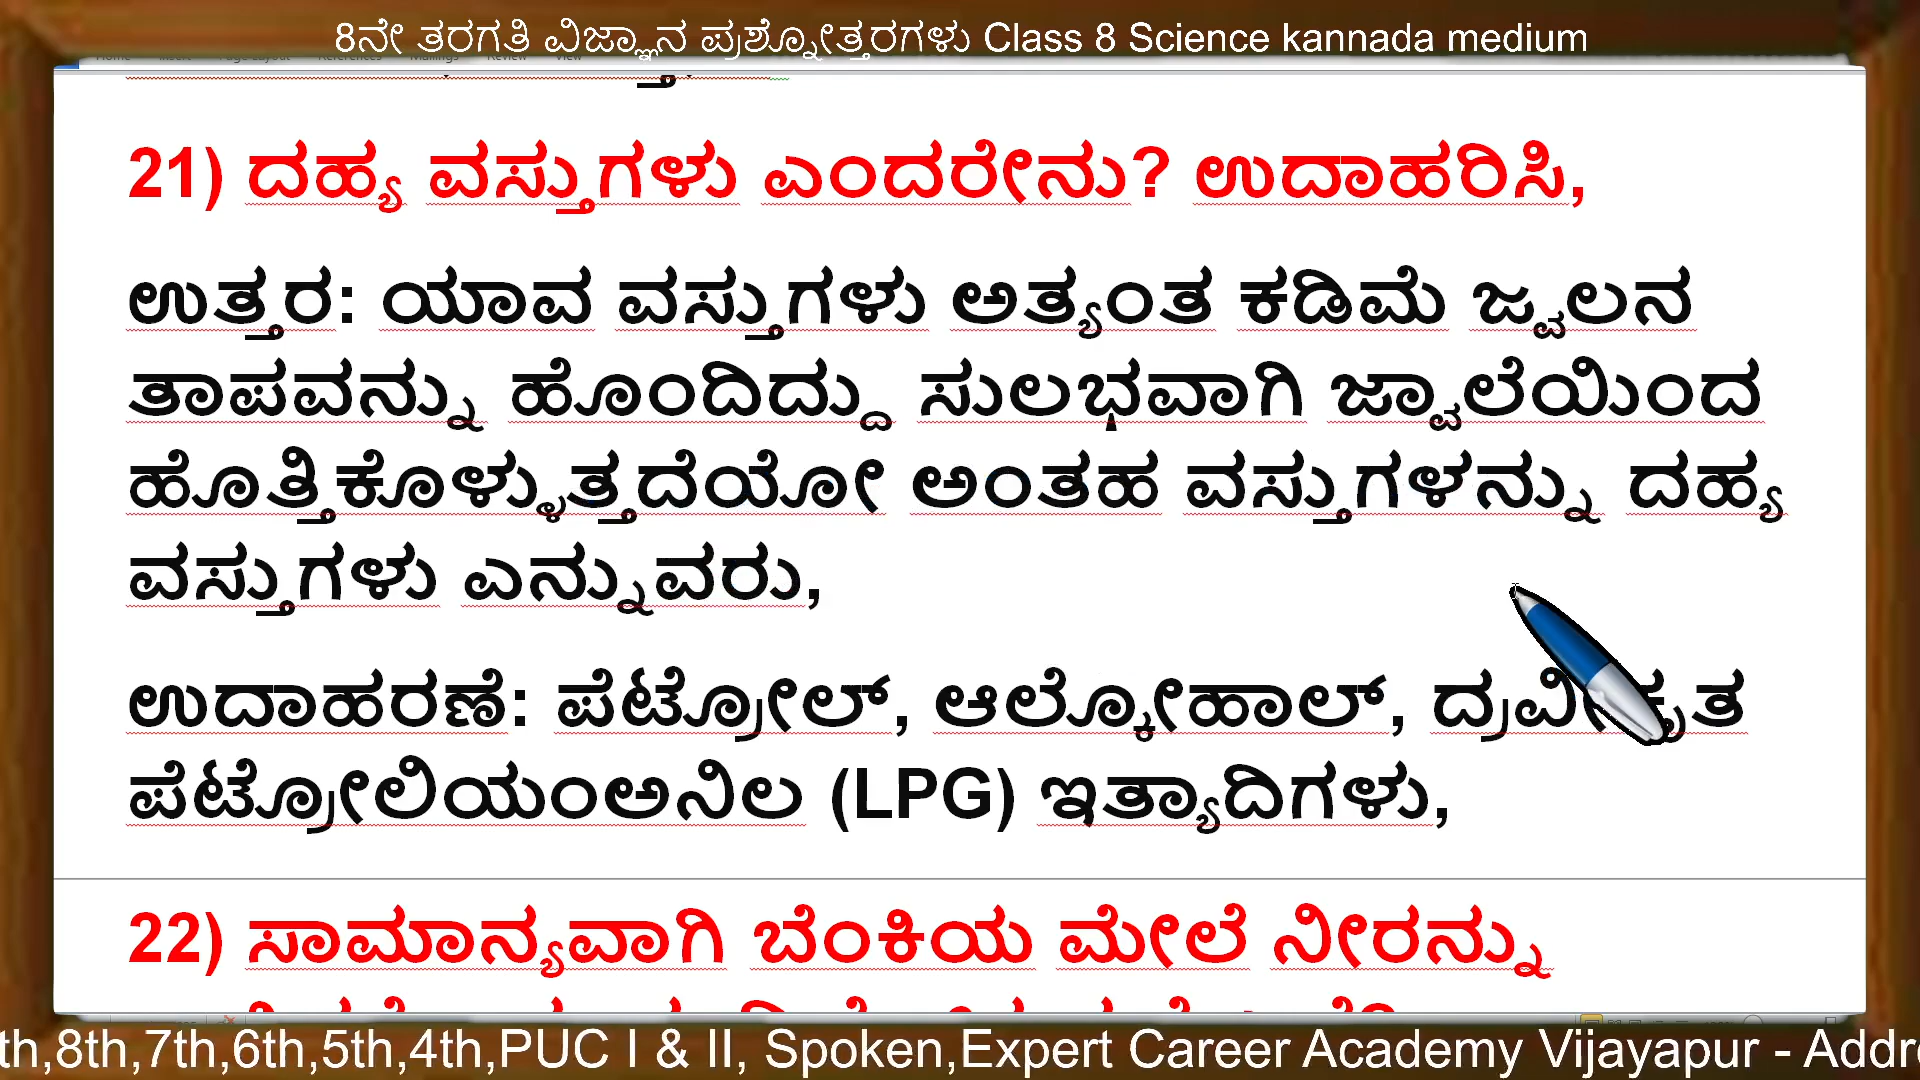 8ನೇ ತರಗತಿ ವಿಜ್ಞಾನ ಪ್ರಶ್ನೋತ್ತರಗಳು Class 8 Science kannada medium
21) ದಹ್ಯ ವಸ್ತುಗಳು ಎಂದರೇನು? ಉದಾಹರಿಸಿ,
ಉತ್ತರ: ಯಾವ ವಸ್ತುಗಳು ಅತ್ಯಂತ ಕಡಿಮೆ ಜ್ವಲನ
ತಾಪವನ್ನು ಹೊಂದಿದ್ದು ಸುಲಭವಾಗಿ ಜ್ವಾಲೆಯಿಂದ
ಹೊತ್ತಿಕೊಳ್ಳುತ್ತದೆಯೋ ಅಂತಹ ವಸ್ತುಗಳನ್ನು ದಹ್ಯ
ವಸ್ತುಗಳು ಎನ್ನುವರು,
ಉದಾಹರಣೆ: ಪೆಟ್ರೋಲ್, ಆಲ್ಕೋಹಾಲ್,
ಪೆಟ್ರೋಲಿಯಂಅನಿಲ (LPG) ಇತ್ಯಾದಿಗಳು,
22) ಸಾಮಾನ್ಯವಾಗಿ ಬೆಂಕಿಯ ಮೇಲೆ ನೀರನ್ನು
th,8th,7th,6th,5th,4th,PUC I & II, Spoken,Expert Career Academy Vijayapur - Addre